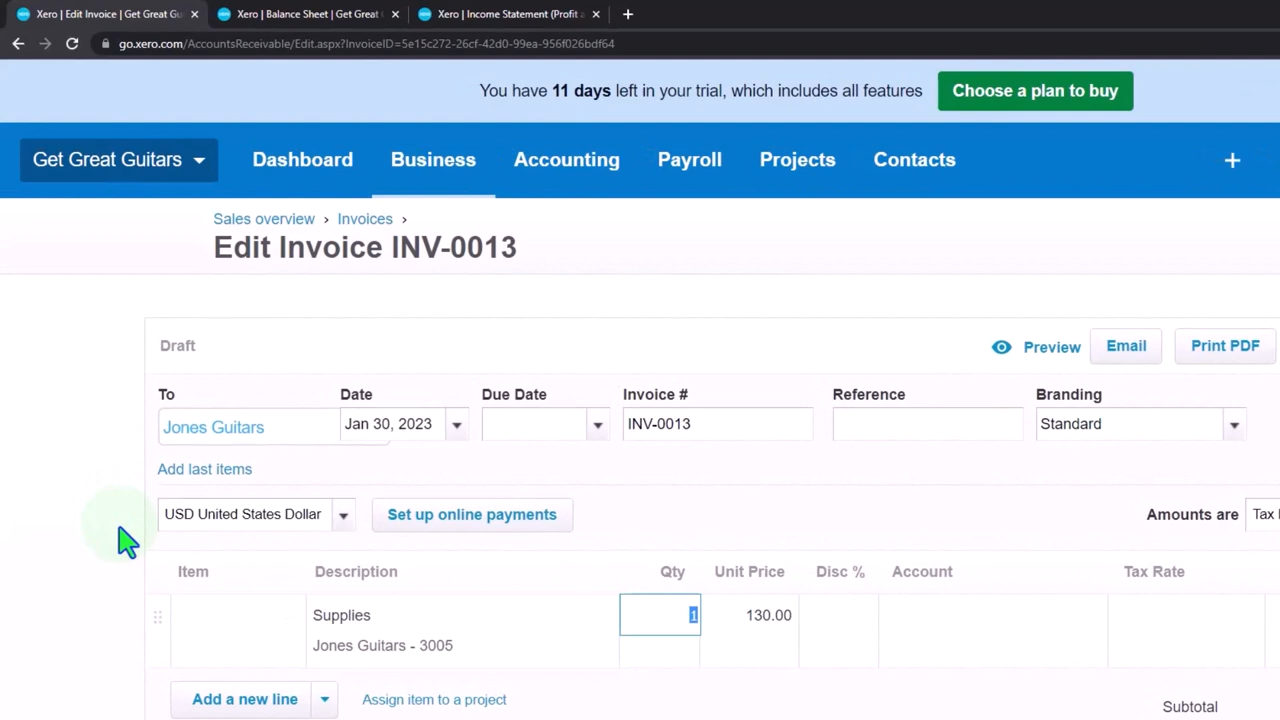 Xero | Edit Invoice | Get Great Gu
Xero | Balance Sheet | Get Great
Xero | Income Statement (Profit a
go.xero.com/AccountsReceivable/Edit.aspx?InvoiceID=5e15c272-26cf-42d0-99ea-956f026bdf64
You have 11 days left in your trial, which includes all features
Choose a plan to buy
Get Great Guitars
Dashboard
Business
Accounting
Payroll
Projects
Contacts
+
Sales overview › Invoices ›
Edit Invoice INV-0013
Draft
Preview
Email
Print PDF
To
Date
Due Date
Invoice #
Reference
Branding
Jones Guitars
Jan 30, 2023
INV-0013
Standard
Add last items
USD United States Dollar
Set up online payments
Amounts are
Tax
Item
Description
Qty
Unit Price
Disc %
Account
Tax Rate
Supplies
1
130.00
Jones Guitars - 3005
Add a new line
Assign item to a project
Subtotal